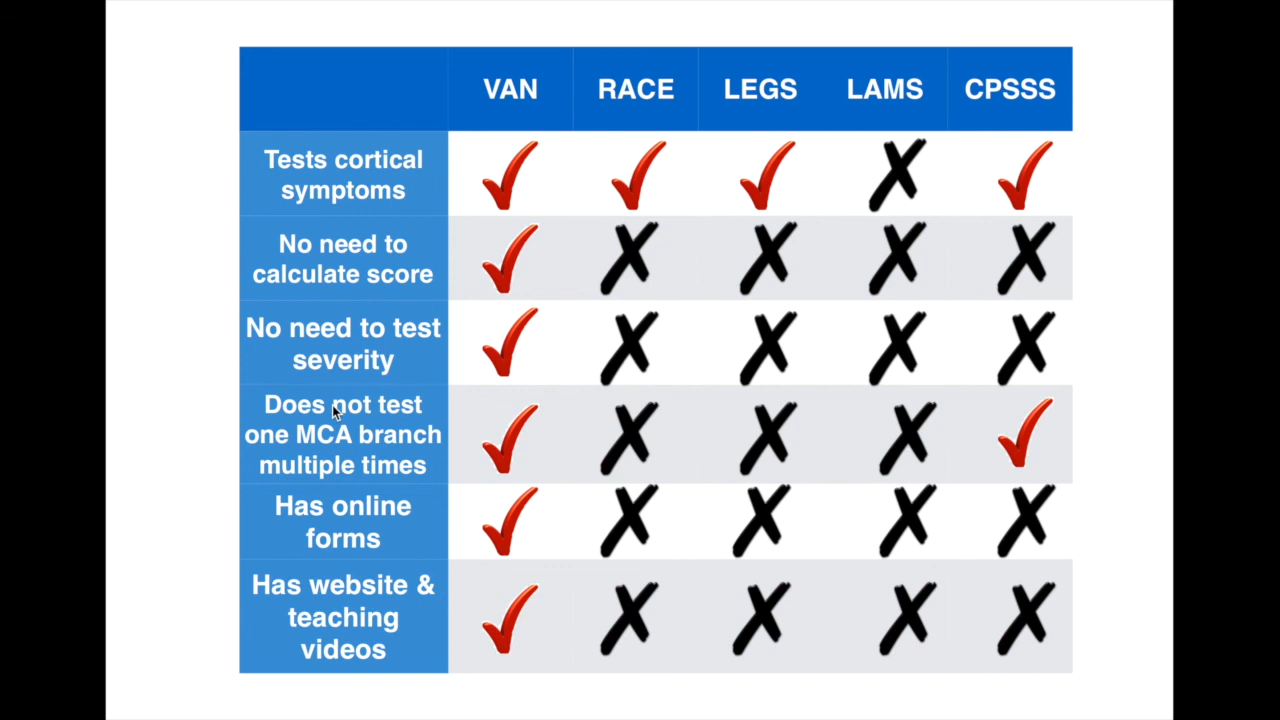 VAN RACE LEGS LAMS CPSSS
Tests cortical
symptoms
No need to
calculate score
No need to test
severity
Does not test
one MCA branch
multiple times
Has online
forms
Has website &
teaching
videos